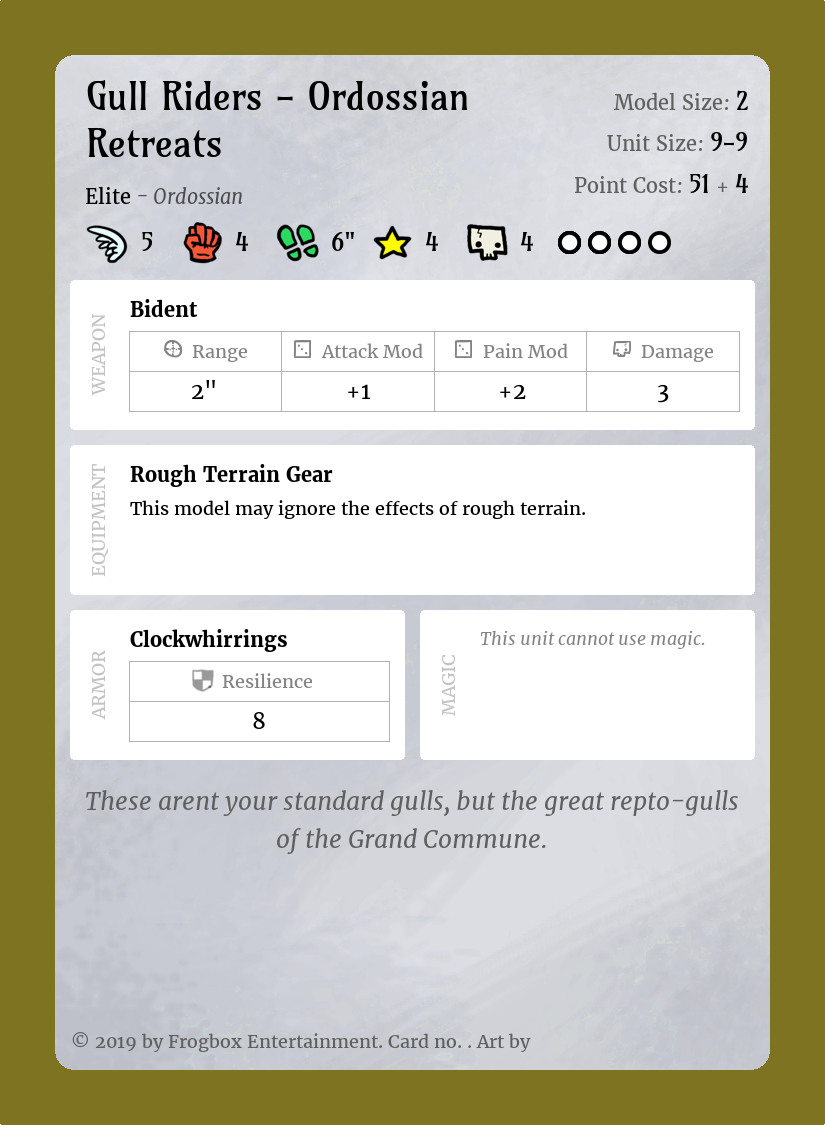 Gull Riders – Ordossian
Retreats
Model Size: 2
Unit Size: 9–9
Point Cost: 51 + 4
Elite – Ordossian
5 4 6" 4 4
WEAPON
Bident
Range Attack Mod Pain Mod Damage
2" +1 +2 3
EQUIPMENT
Rough Terrain Gear
This model may ignore the effects of rough terrain.
ARMOR
Clockwhirrings
Resilience
8
MAGIC
This unit cannot use magic.
These arent your standard gulls, but the great repto-gulls
of the Grand Commune.
© 2019 by Frogbox Entertainment. Card no. . Art by